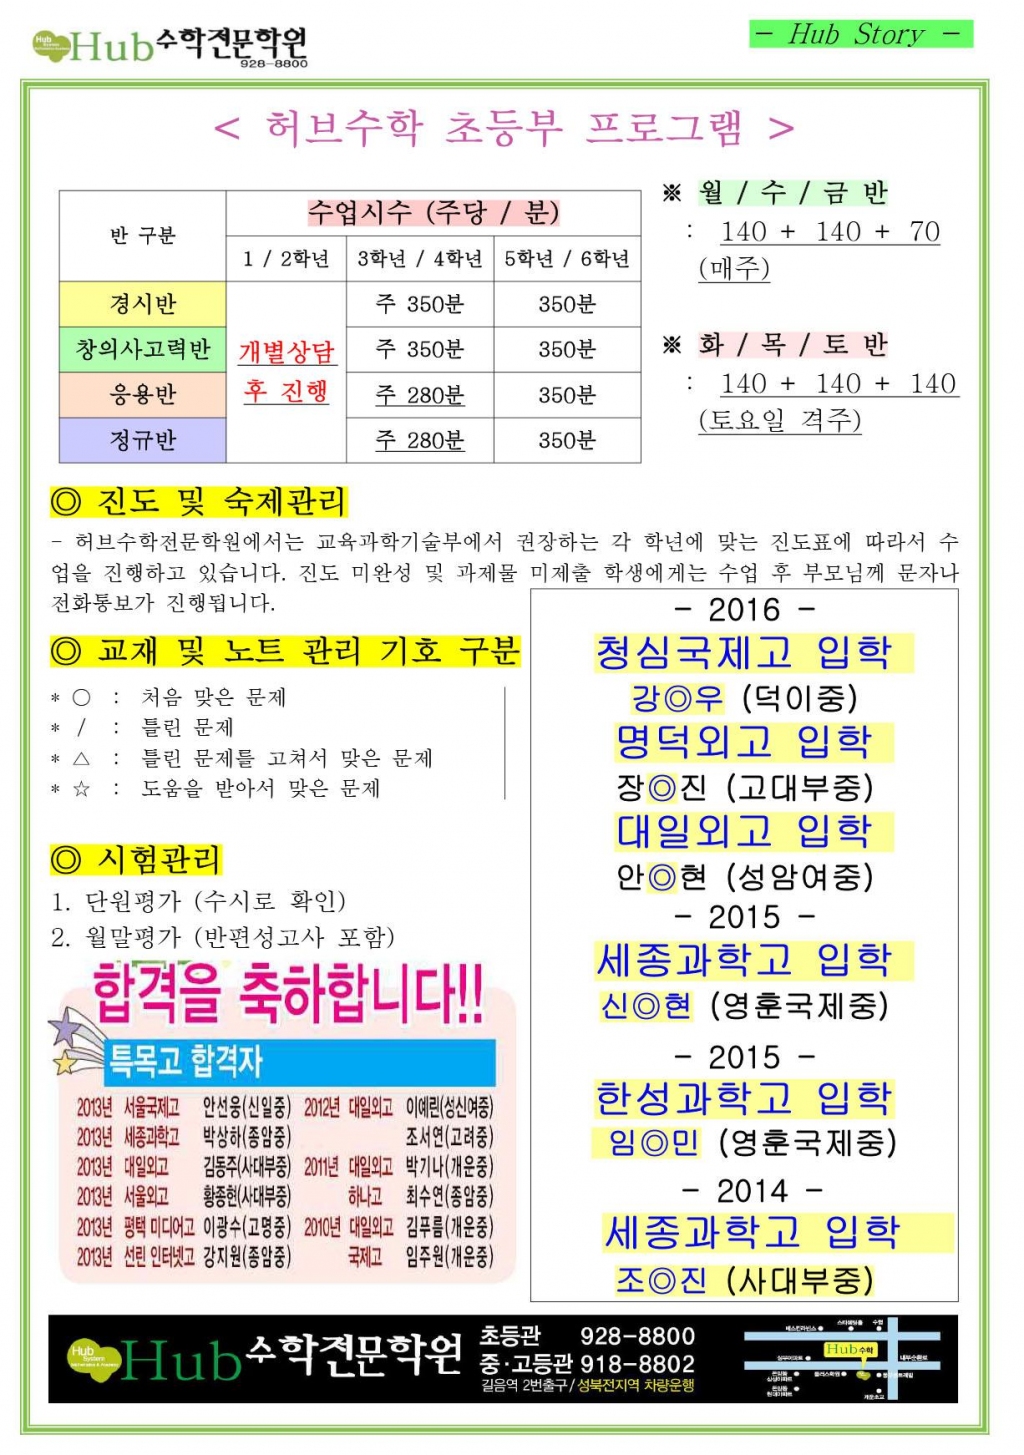 Hub 수학전문학원
928-8800
- Hub Story -
< 허브수학 초등부 프로그램 >
반 구분
수업시수 (주당 / 분)
1 / 2학년 3학년 / 4학년 5학년 / 6학년
경시반 주 350분 350분
창의사고력반 주 350분 350분
개별상담
후 진행
응용반 주 280분 350분
정규반 주 280분 350분
※ 월 / 수 / 금 반
: 140 + 140 + 70
(매주)
※ 화 / 목 / 토 반
: 140 + 140 + 140
(토요일 격주)
◎ 진도 및 숙제관리
- 허브수학전문학원에서는 교육과학기술부에서 권장하는 각 학년에 맞는 진도표에 따라서 수
업을 진행하고 있습니다. 진도 미완성 및 과제물 미제출 학생에게는 수업 후 부모님께 문자나
전화통보가 진행됩니다.
◎ 교재 및 노트 관리 기호 구분
* ○ : 처음 맞은 문제
* / : 틀린 문제
* △ : 틀린 문제를 고쳐서 맞은 문제
* ☆ : 도움을 받아서 맞은 문제
◎ 시험관리
1. 단원평가 (수시로 확인)
2. 월말평가 (반편성고사 포함)
합격을 축하합니다!!
특목고 합격자
2013년 서울국제고 안선웅(신일중) 2012년 대일외고 이예린(성신여중)
2013년 세종과학고 박상하(종암중) 조서연(고려중)
2013년 대일외고 김동주(사대부중) 2011년 대일외고 박기나(개운중)
2013년 서울외고 황종현(사대부중) 하나고 최수연(종암중)
2013년 평택 미디어고 이광수(고명중) 2010년 대일외고 김푸름(개운중)
2013년 선린 인터넷고 강지원(종암중) 국제고 임주원(개운중)
- 2016 -
청심국제고 입학
강◎우 (덕이중)
명덕외고 입학
장◎진 (고대부중)
대일외고 입학
안◎현 (성암여중)
- 2015 -
세종과학고 입학
신◎현 (영훈국제중)
- 2015 -
한성과학고 입학
임◎민 (영훈국제중)
- 2014 -
세종과학고 입학
조◎진 (사대부중)
Hub 수학전문학원
초등관 928-8800
중·고등관 918-8802
길음역 2번출구 / 성북전지역 차량운행
Hub수학
내부순환로